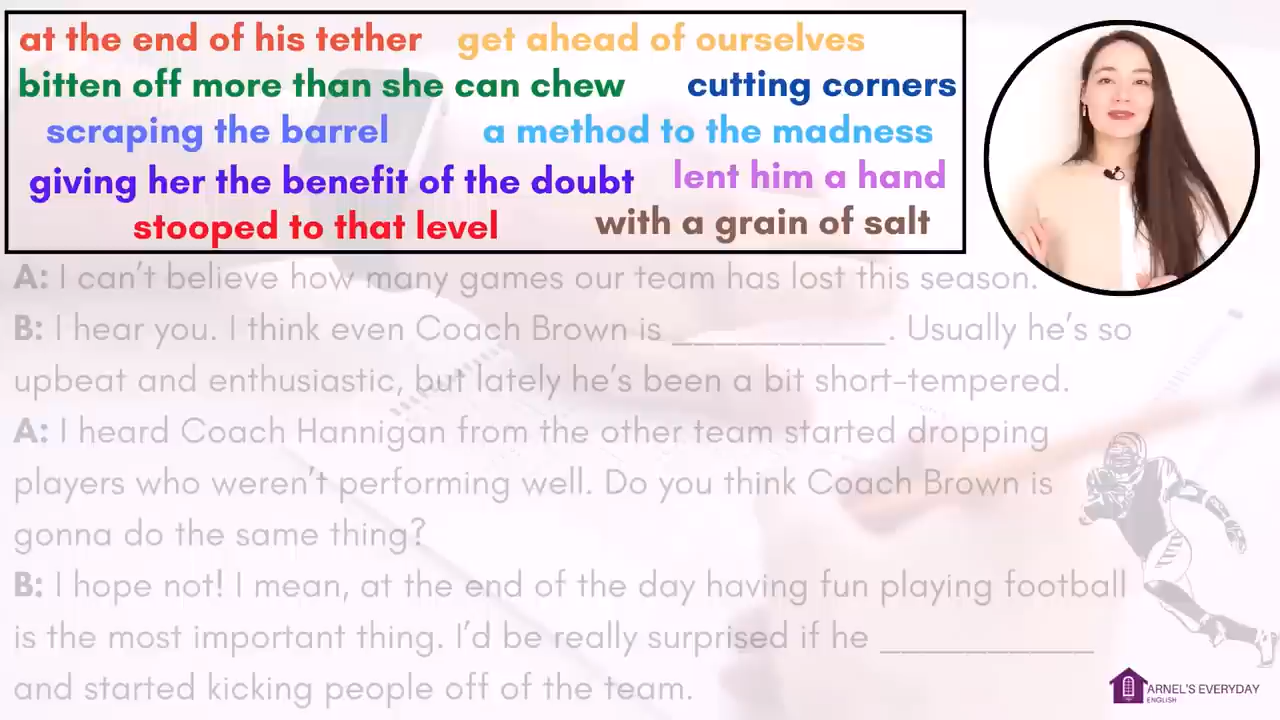 at the end of his tether get ahead of ourselves
bitten off more than she can chew cutting corners
scraping the barrel a method to the madness
giving her the benefit of the doubt lent him a hand
stooped to that level with a grain of salt
A: I can't believe how many games our team has lost this season.
B: I hear you. I think even Coach Brown is __________. Usually he's so
upbeat and enthusiastic, but lately he's been a bit short-tempered.
A: I heard Coach Hannigan from the other team started dropping
players who weren't performing well. Do you think Coach Brown is
gonna do the same thing?
B: I hope not! I mean, at the end of the day having fun playing football
is the most important thing. I'd be really surprised if he __________
and started kicking people off of the team.
ARNEL'S EVERYDAY
ENGLISH